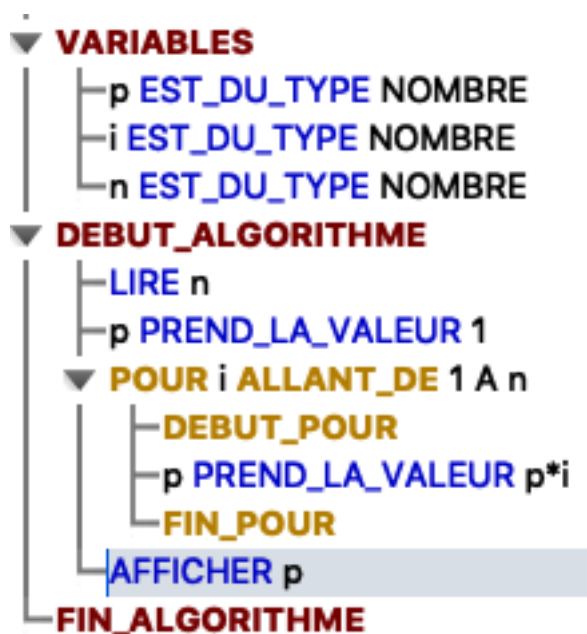 VARIABLES
p EST_DU_TYPE NOMBRE
i EST_DU_TYPE NOMBRE
n EST_DU_TYPE NOMBRE
DEBUT_ALGORITHME
LIRE n
p PREND_LA_VALEUR 1
POUR i ALLANT_DE 1 A n
DEBUT_POUR
p PREND_LA_VALEUR p*i
FIN_POUR
AFFICHER p
FIN_ALGORITHME